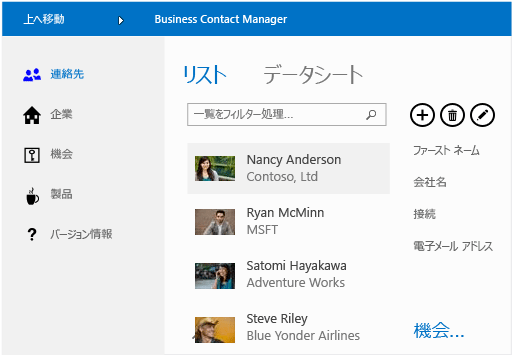 上へ移動
Business Contact Manager
連絡先
企業
機会
製品
バージョン情報
リスト
データシート
一覧をフィルター処理...
Nancy Anderson
Contoso, Ltd
Ryan McMinn
MSFT
Satomi Hayakawa
Adventure Works
Steve Riley
Blue Yonder Airlines
ファースト ネーム
会社名
接続
電子メール アドレス
機会...